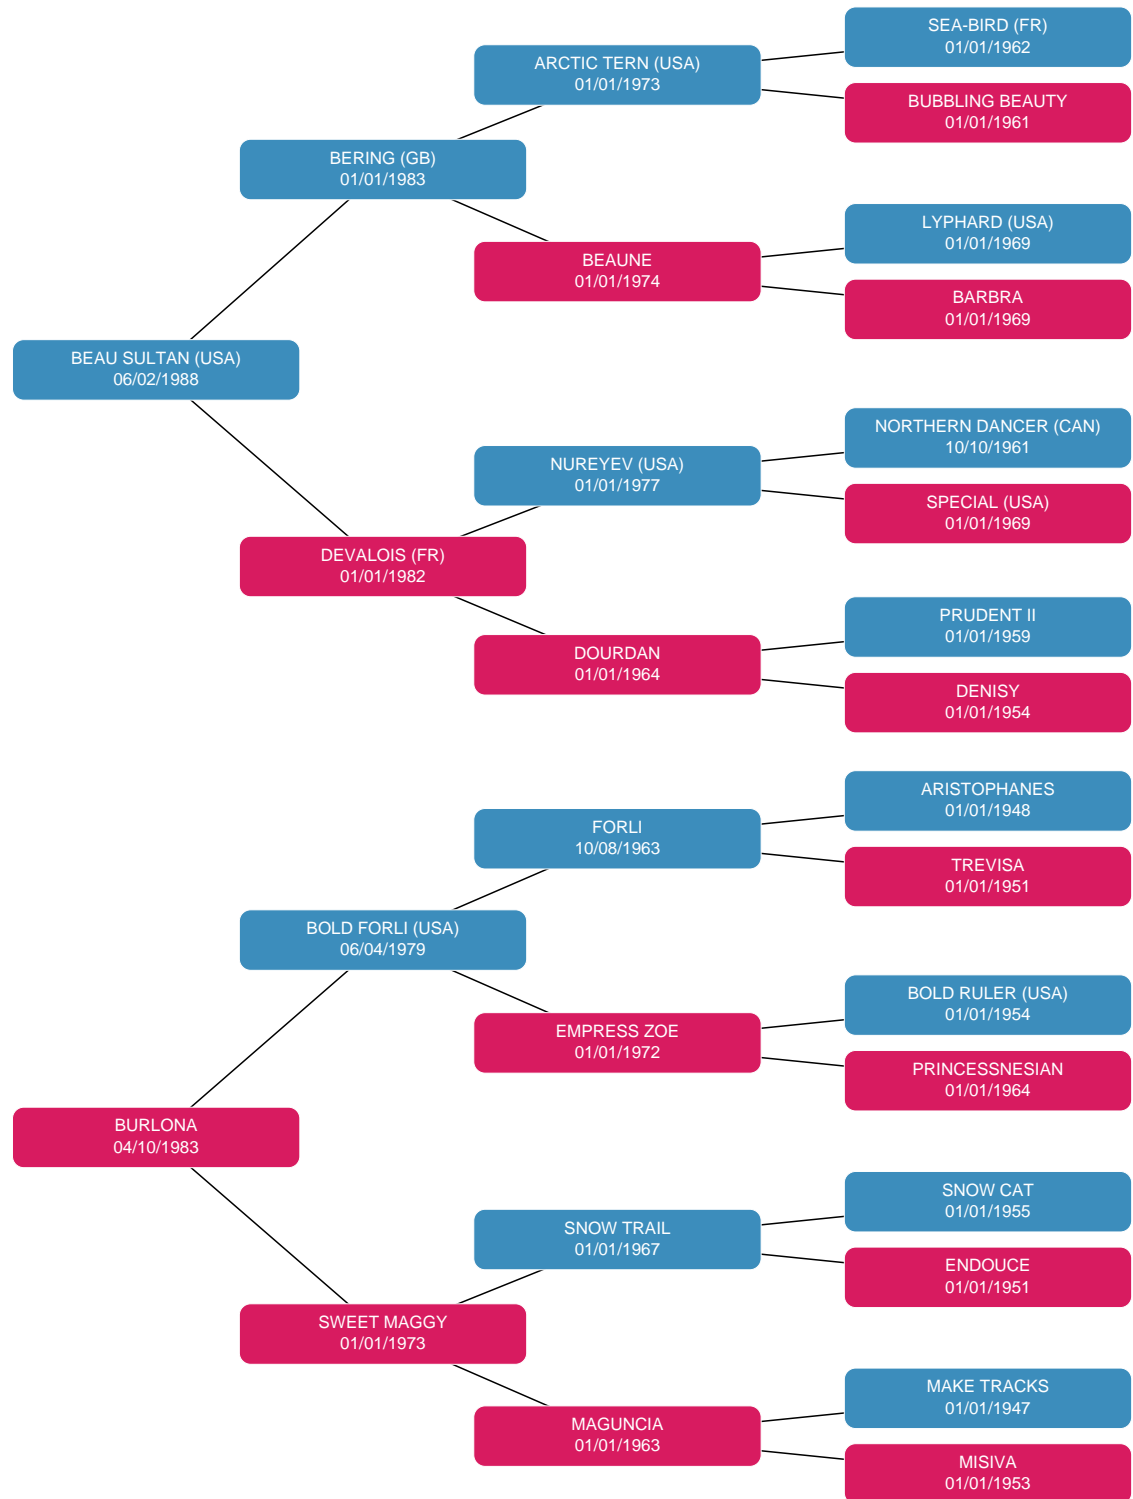 SEA-BIRD (FR)
01/01/1962
ARCTIC TERN (USA)
01/01/1973
BUBBLING BEAUTY
01/01/1961
BERING (GB)
01/01/1983
LYPHARD (USA)
01/01/1969
BEAUNE
01/01/1974
BARBRA
01/01/1969
BEAU SULTAN (USA)
06/02/1988
NORTHERN DANCER (CAN)
10/10/1961
NUREYEV (USA)
01/01/1977
SPECIAL (USA)
01/01/1969
DEVALOIS (FR)
01/01/1982
PRUDENT II
01/01/1959
DOURDAN
01/01/1964
DENISY
01/01/1954
ARISTOPHANES
01/01/1948
FORLI
10/08/1963
TREVISA
01/01/1951
BOLD FORLI (USA)
06/04/1979
BOLD RULER (USA)
01/01/1954
EMPRESS ZOE
01/01/1972
PRINCESSNESIAN
01/01/1964
BURLONA
04/10/1983
SNOW CAT
01/01/1955
SNOW TRAIL
01/01/1967
ENDOUCE
01/01/1951
SWEET MAGGY
01/01/1973
MAKE TRACKS
01/01/1947
MAGUNCIA
01/01/1963
MISIVA
01/01/1953